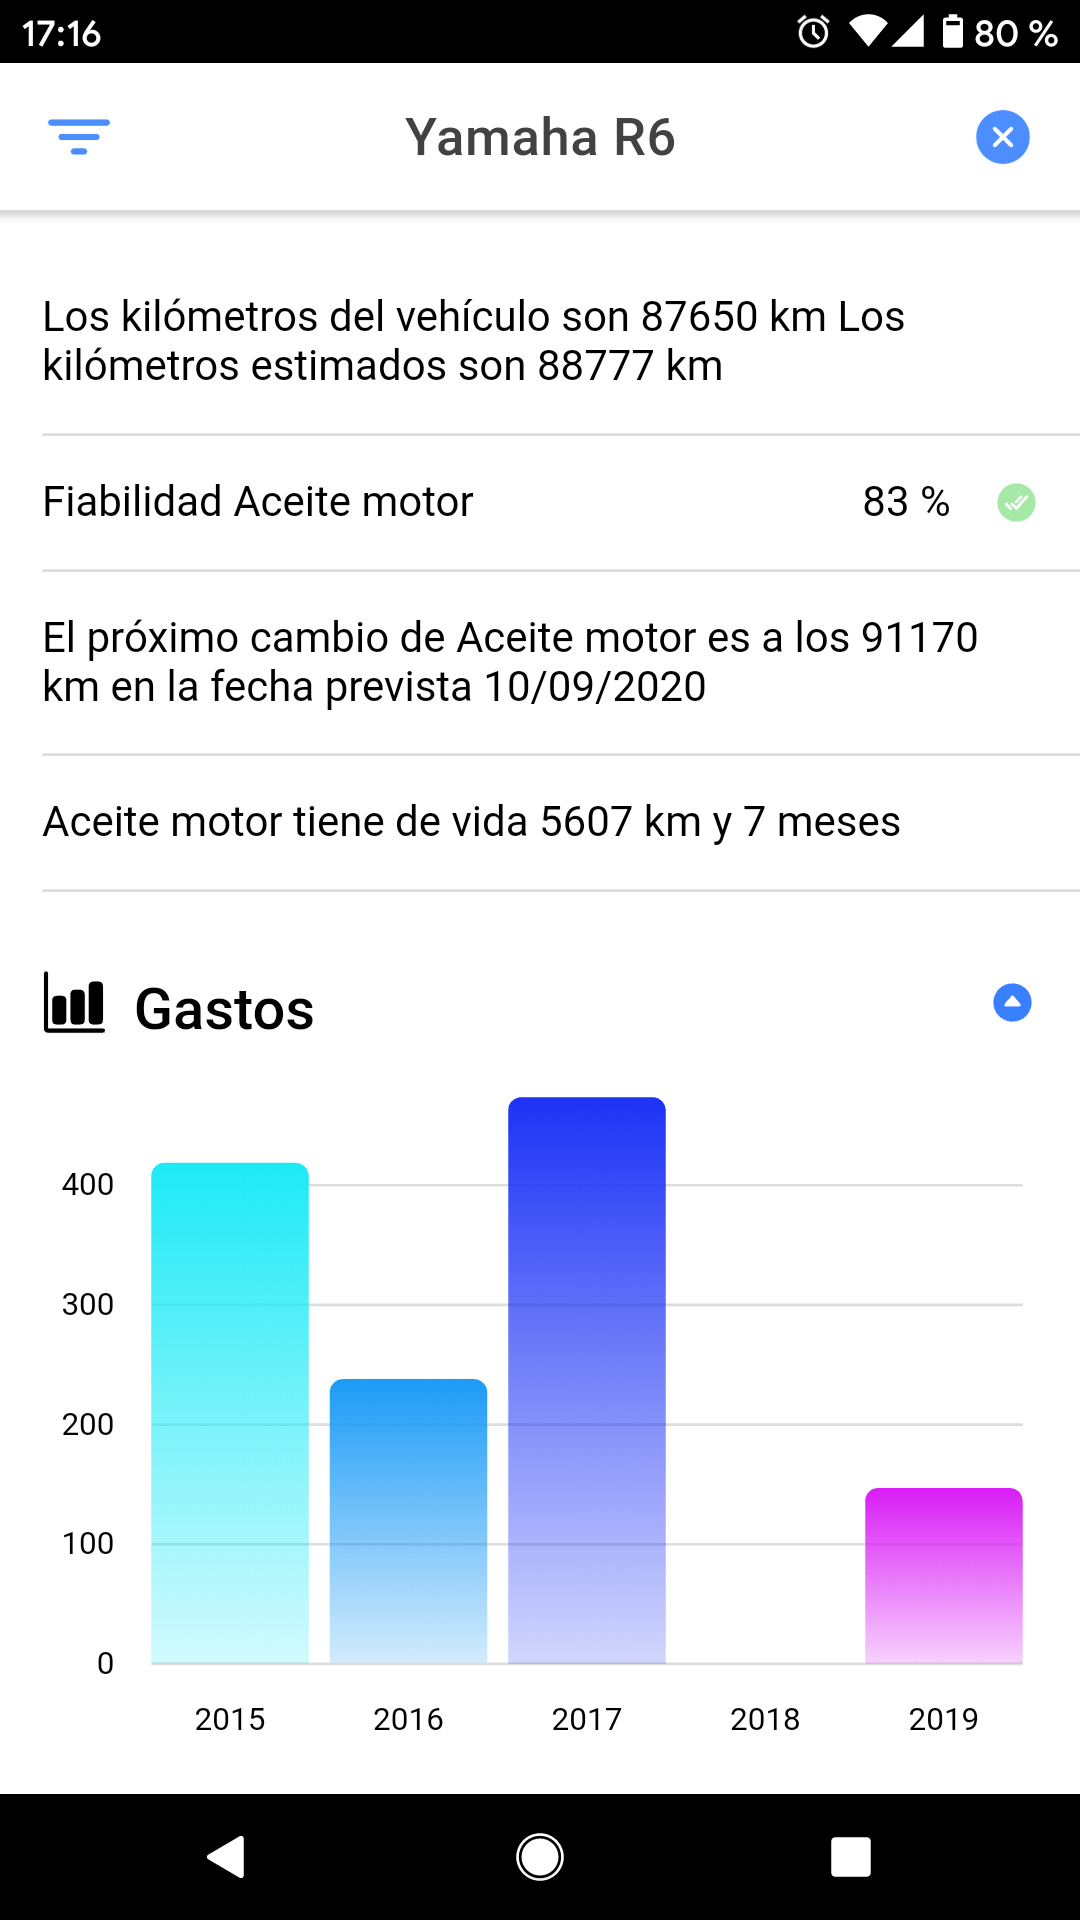 17:16
80 %
Yamaha R6
Los kilómetros del vehículo son 87650 km Los
kilómetros estimados son 88777 km
Fiabilidad Aceite motor 83 %
El próximo cambio de Aceite motor es a los 91170
km en la fecha prevista 10/09/2020
Aceite motor tiene de vida 5607 km y 7 meses
Gastos
400
300
200
100
0
2015 2016 2017 2018 2019